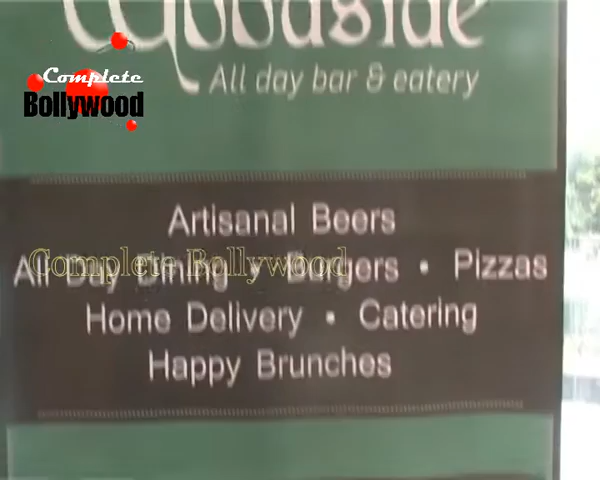 Woodside
All day bar & eatery
Complete
Bollywood
Artisanal Beers
All Day Dining • Burgers • Pizzas
Complete Bollywood
Home Delivery • Catering
Happy Brunches